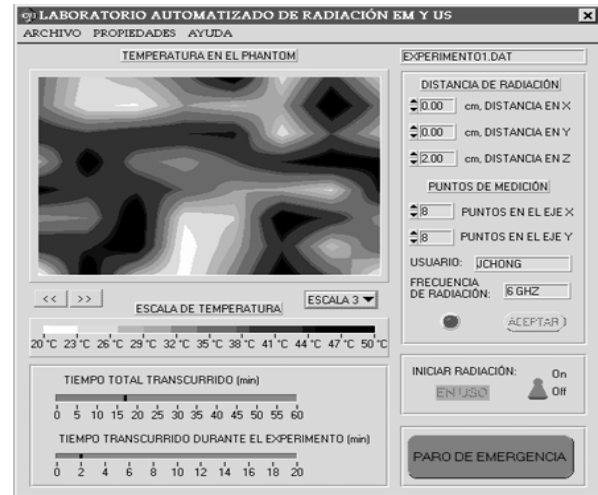 LABORATORIO AUTOMATIZADO DE RADIACIÓN EM Y US
ARCHIVO PROPIEDADES AYUDA
TEMPERATURA EN EL PHANTOM
<< >>
ESCALA DE TEMPERATURA
ESCALA 3
20°C 23°C 26°C 29°C 32°C 35°C 38°C 41°C 44°C 47°C 50°C
TIEMPO TOTAL TRANSCURRIDO (min)
0 5 10 15 20 25 30 35 40 45 50 55 60
TIEMPO TRANSCURRIDO DURANTE EL EXPERIMENTO (min)
0 2 4 6 8 10 12 14 16 18 20
EXPERIMENTO1.DAT
DISTANCIA DE RADIACIÓN
0.00 cm, DISTANCIA EN X
0.00 cm, DISTANCIA EN Y
2.00 cm, DISTANCIA EN Z
PUNTOS DE MEDICIÓN
8 PUNTOS EN EL EJE X
8 PUNTOS EN EL EJE Y
USUARIO: JCHONG
FRECUENCIA
DE RADIACIÓN: 6 GHZ
ACEPTAR
INICIAR RADIACIÓN: On
EN USO Off
PARO DE EMERGENCIA